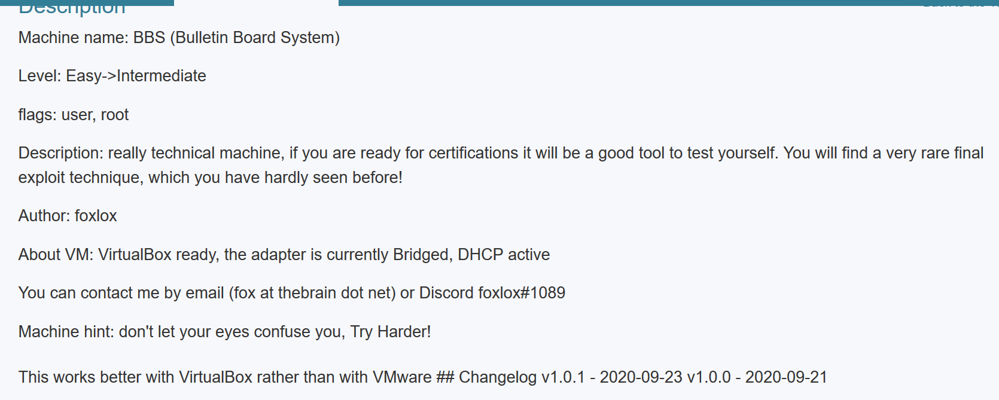 Description
Machine name: BBS (Bulletin Board System)
Level: Easy->Intermediate
flags: user, root
Description: really technical machine, if you are ready for certifications it will be a good tool to test yourself. You will find a very rare final
exploit technique, which you have hardly seen before!
Author: foxlox
About VM: VirtualBox ready, the adapter is currently Bridged, DHCP active
You can contact me by email (fox at thebrain dot net) or Discord foxlox#1089
Machine hint: don't let your eyes confuse you, Try Harder!
This works better with VirtualBox rather than with VMware ## Changelog v1.0.1 - 2020-09-23 v1.0.0 - 2020-09-21